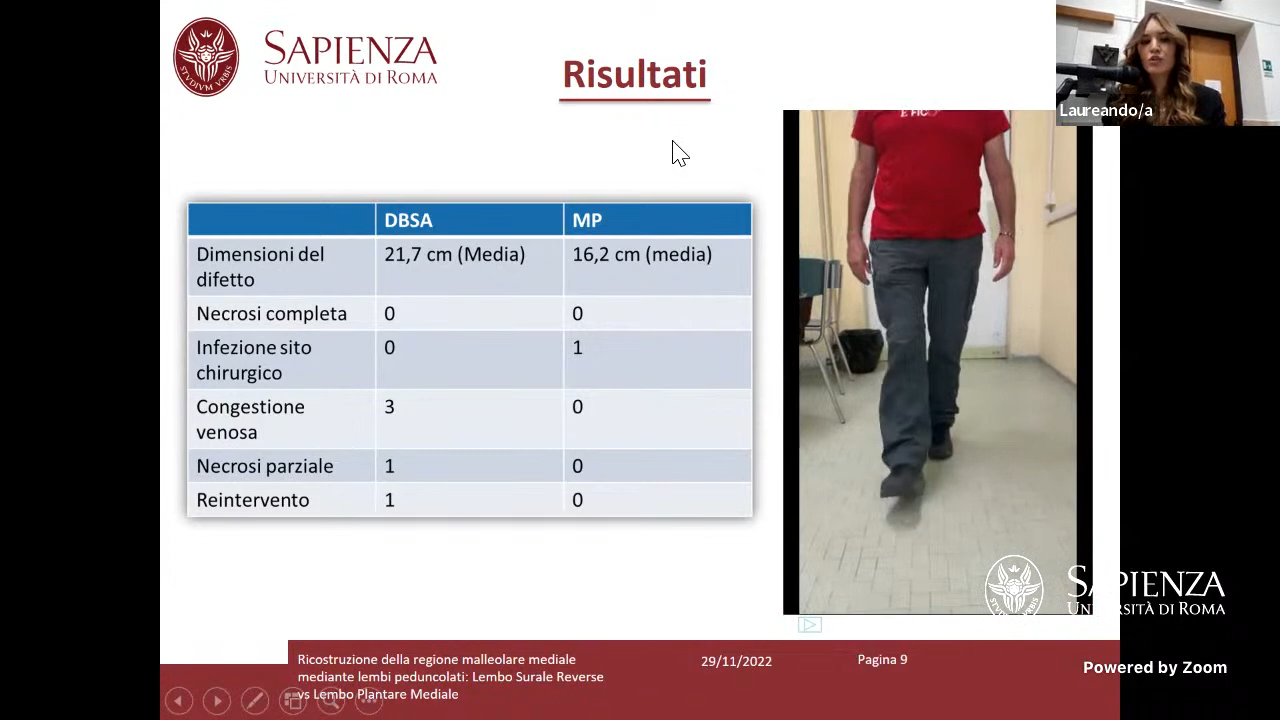 SAPIENZA
UNIVERSITÀ DI ROMA
STVDIVM VRBIS
Risultati
Laureando/a
E FICO
DBSA MP
Dimensioni del 21,7 cm (Media) 16,2 cm (media)
difetto
Necrosi completa 0 0
Infezione sito 0 1
chirurgico
Congestione 3 0
venosa
Necrosi parziale 1 0
Reintervento 1 0
SAPIENZA
UNIVERSITÀ DI ROMA
Ricostruzione della regione malleolare mediale
mediante lembi peduncolati: Lembo Surale Reverse
vs Lembo Plantare Mediale
29/11/2022
Pagina 9
Powered by Zoom